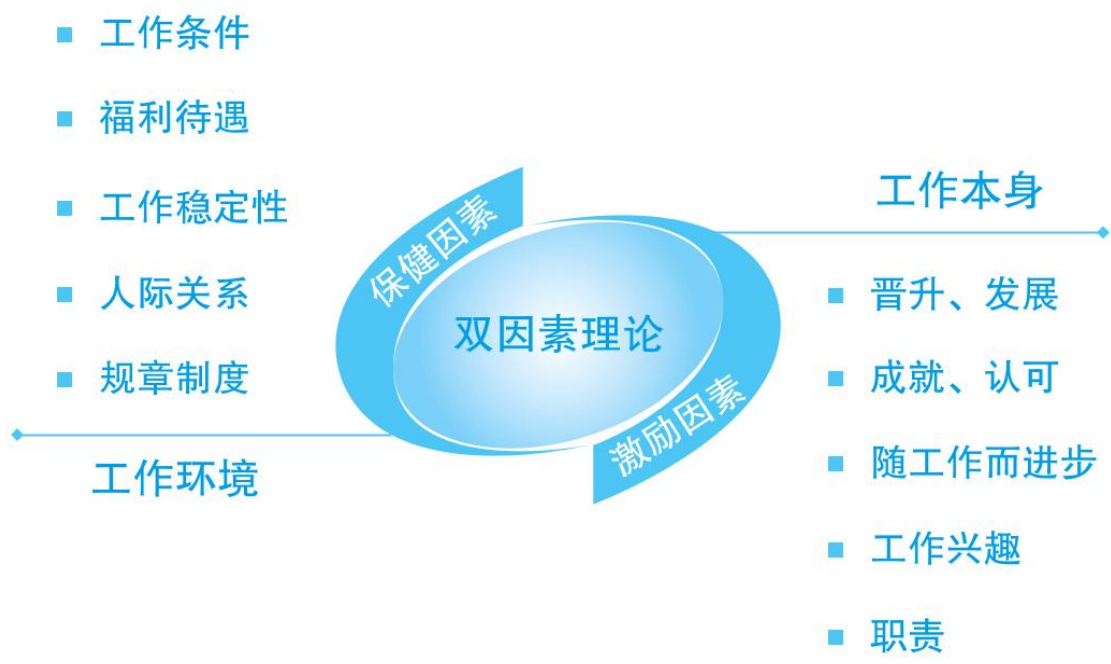 工作条件
福利待遇
工作稳定性
人际关系
规章制度
工作环境
保健因素
双因素理论
激励因素
工作本身
晋升、发展
成就、认可
随工作而进步
工作兴趣
职责